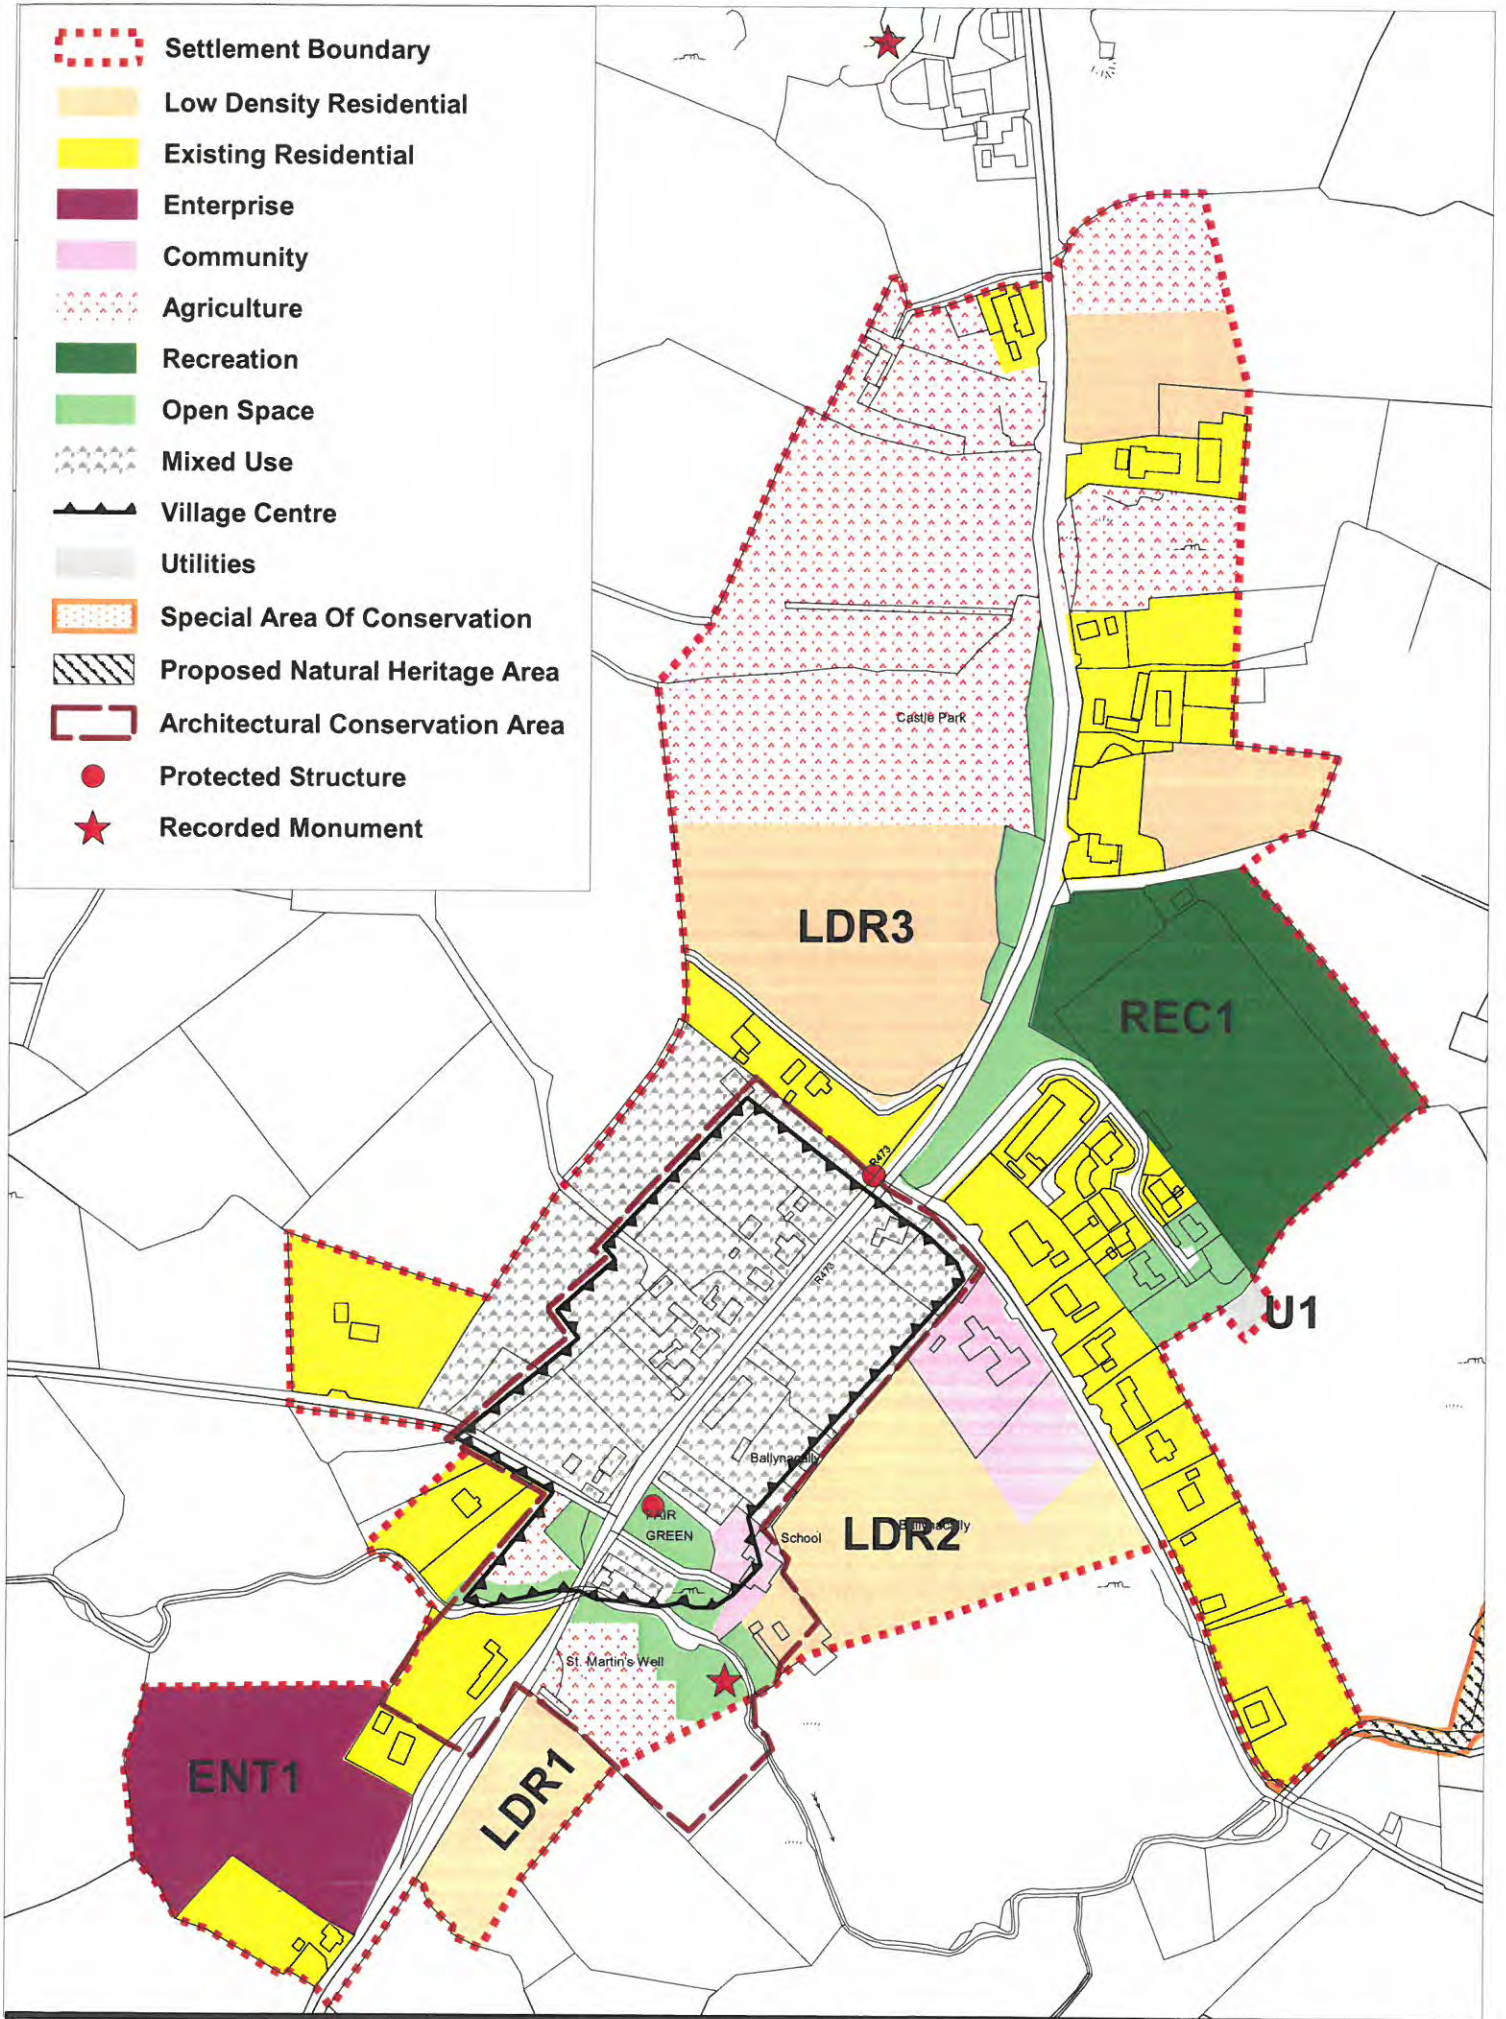 Settlement Boundary
Low Density Residential
Existing Residential
Enterprise
Community
Agriculture
Recreation
Open Space
Mixed Use
Village Centre
Utilities
Special Area Of Conservation
Proposed Natural Heritage Area
Architectural Conservation Area
Protected Structure
Recorded Monument
Castle Park
LDR3
REC1
R473
R473
U1
Ballynacally
FAIR
GREEN
School
LDR2
Ballynacally
St. Martin's Well
ENT1
LDR1